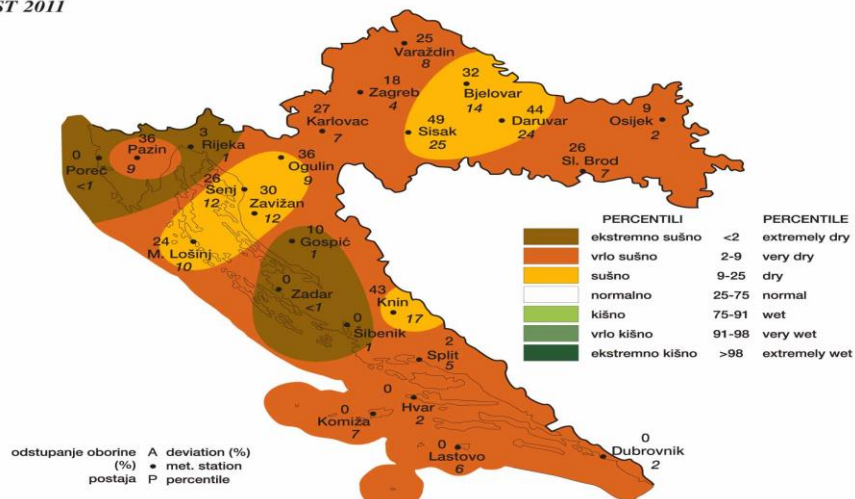 ST 2011
25
Varaždin
8
18
Zagreb
4
32
Bjelovar
14
27
Karlovac
7
49
Sisak
25
44
Daruvar
24
9
Osijek
2
26
Sl. Brod
7
36
Pazin
9
3
Rijeka
1
0
Poreč
<1
36
Ogulin
9
26
Senj
12
30
Zavižan
12
24
M. Lošinj
10
10
Gospić
1
0
Zadar
<1
0
Šibenik
1
43
Knin
17
2
Split
5
0
Hvar
2
0
Komiža
7
0
Lastovo
6
0
Dubrovnik
2
PERCENTILI PERCENTILE
ekstremno sušno <2 extremely dry
vrlo sušno 2-9 very dry
sušno 9-25 dry
normalno 25-75 normal
kišno 75-91 wet
vrlo kišno 91-98 very wet
ekstremno kišno >98 extremely wet
odstupanje oborine A deviation (%)
(%) • met. station
postaja P percentile